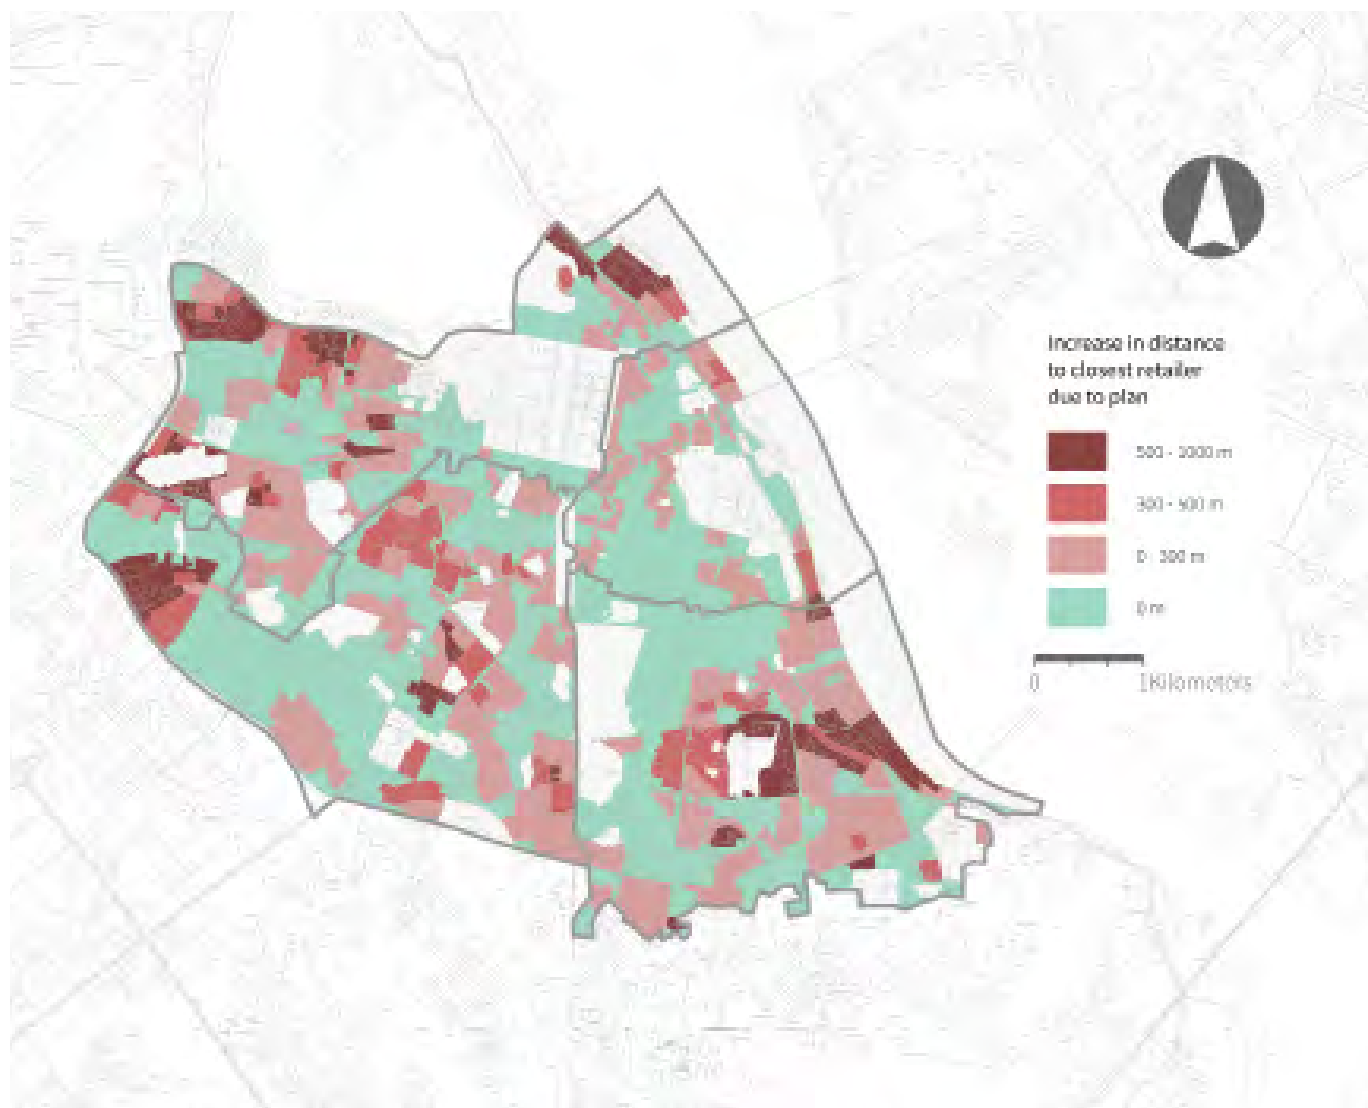 Increase in distance
to closest retailer
due to plan
500 - 1000 m
300 - 500 m
0 - 300 m
0 m
0
1Kilometers